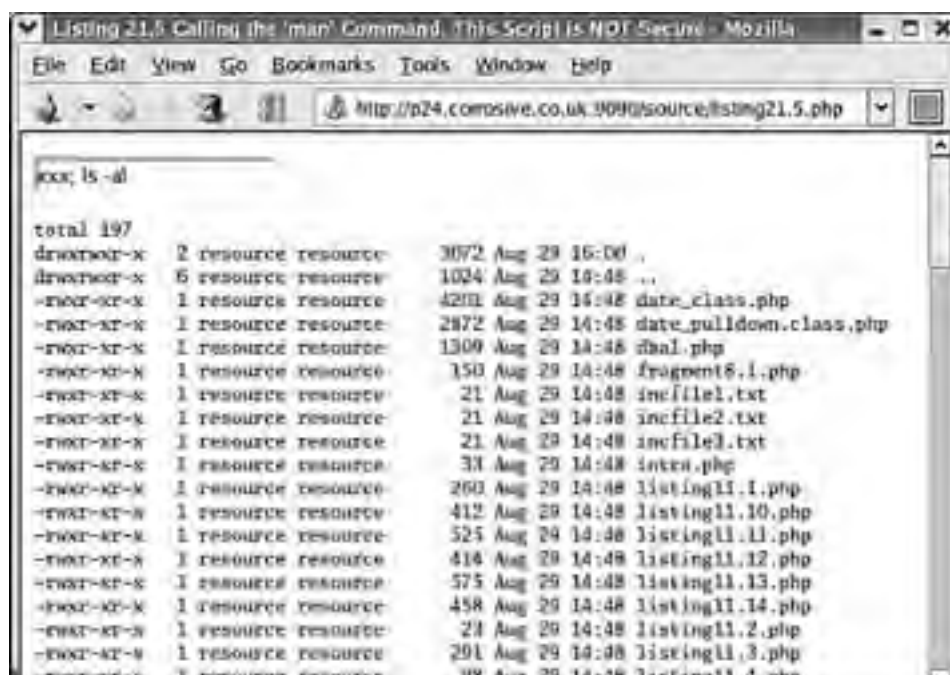 Listing 21.5 Calling the 'man' Command. This Script is NOT Secure - Mozilla
File Edit View Go Bookmarks Tools Window Help
http://p24.corrosive.co.uk:9090/source/listing21.5.php
xxx; ls -al
total 197
drwxrwxr-x 2 resource resource 3072 Aug 29 16:00 .
drwxrwxr-x 6 resource resource 1024 Aug 29 14:48 ..
-rwxr-xr-x 1 resource resource 4201 Aug 29 14:48 date_class.php
-rwxr-xr-x 1 resource resource 2872 Aug 29 14:48 date_pulldown.class.php
-rwxr-xr-x 1 resource resource 1309 Aug 29 14:48 dbal.php
-rwxr-xr-x 1 resource resource 150 Aug 29 14:48 fragment8.1.php
-rwxr-xr-x 1 resource resource 21 Aug 29 14:48 incfile1.txt
-rwxr-xr-x 1 resource resource 21 Aug 29 14:48 incfile2.txt
-rwxr-xr-x 1 resource resource 21 Aug 29 14:48 incfile3.txt
-rwxr-xr-x 1 resource resource 33 Aug 29 14:48 intra.php
-rwxr-xr-x 1 resource resource 260 Aug 29 14:48 listing11.1.php
-rwxr-xr-x 1 resource resource 412 Aug 29 14:48 listing11.10.php
-rwxr-xr-x 1 resource resource 525 Aug 29 14:48 listing11.11.php
-rwxr-xr-x 1 resource resource 414 Aug 29 14:48 listing11.12.php
-rwxr-xr-x 1 resource resource 575 Aug 29 14:48 listing11.13.php
-rwxr-xr-x 1 resource resource 458 Aug 29 14:48 listing11.14.php
-rwxr-xr-x 1 resource resource 23 Aug 29 14:48 listing11.2.php
-rwxr-xr-x 1 resource resource 291 Aug 29 14:48 listing11.3.php